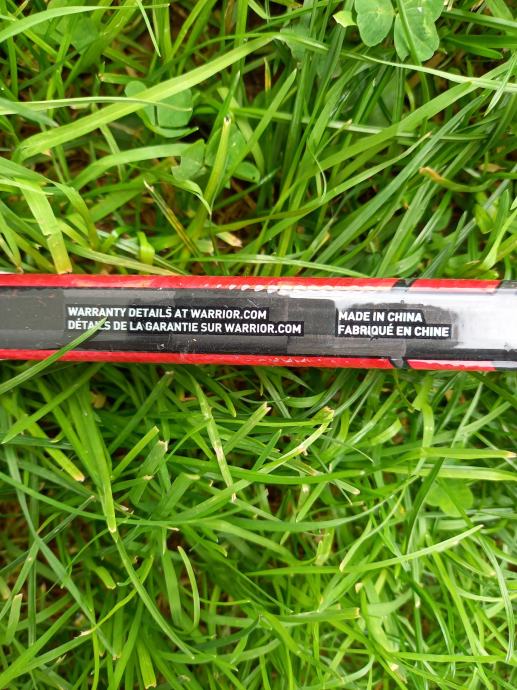 WARRANTY DETAILS AT WARRIOR.COM
DÉTAILS DE LA GARANTIE SUR WARRIOR.COM
MADE IN CHINA
FABRIQUÉ EN CHINE